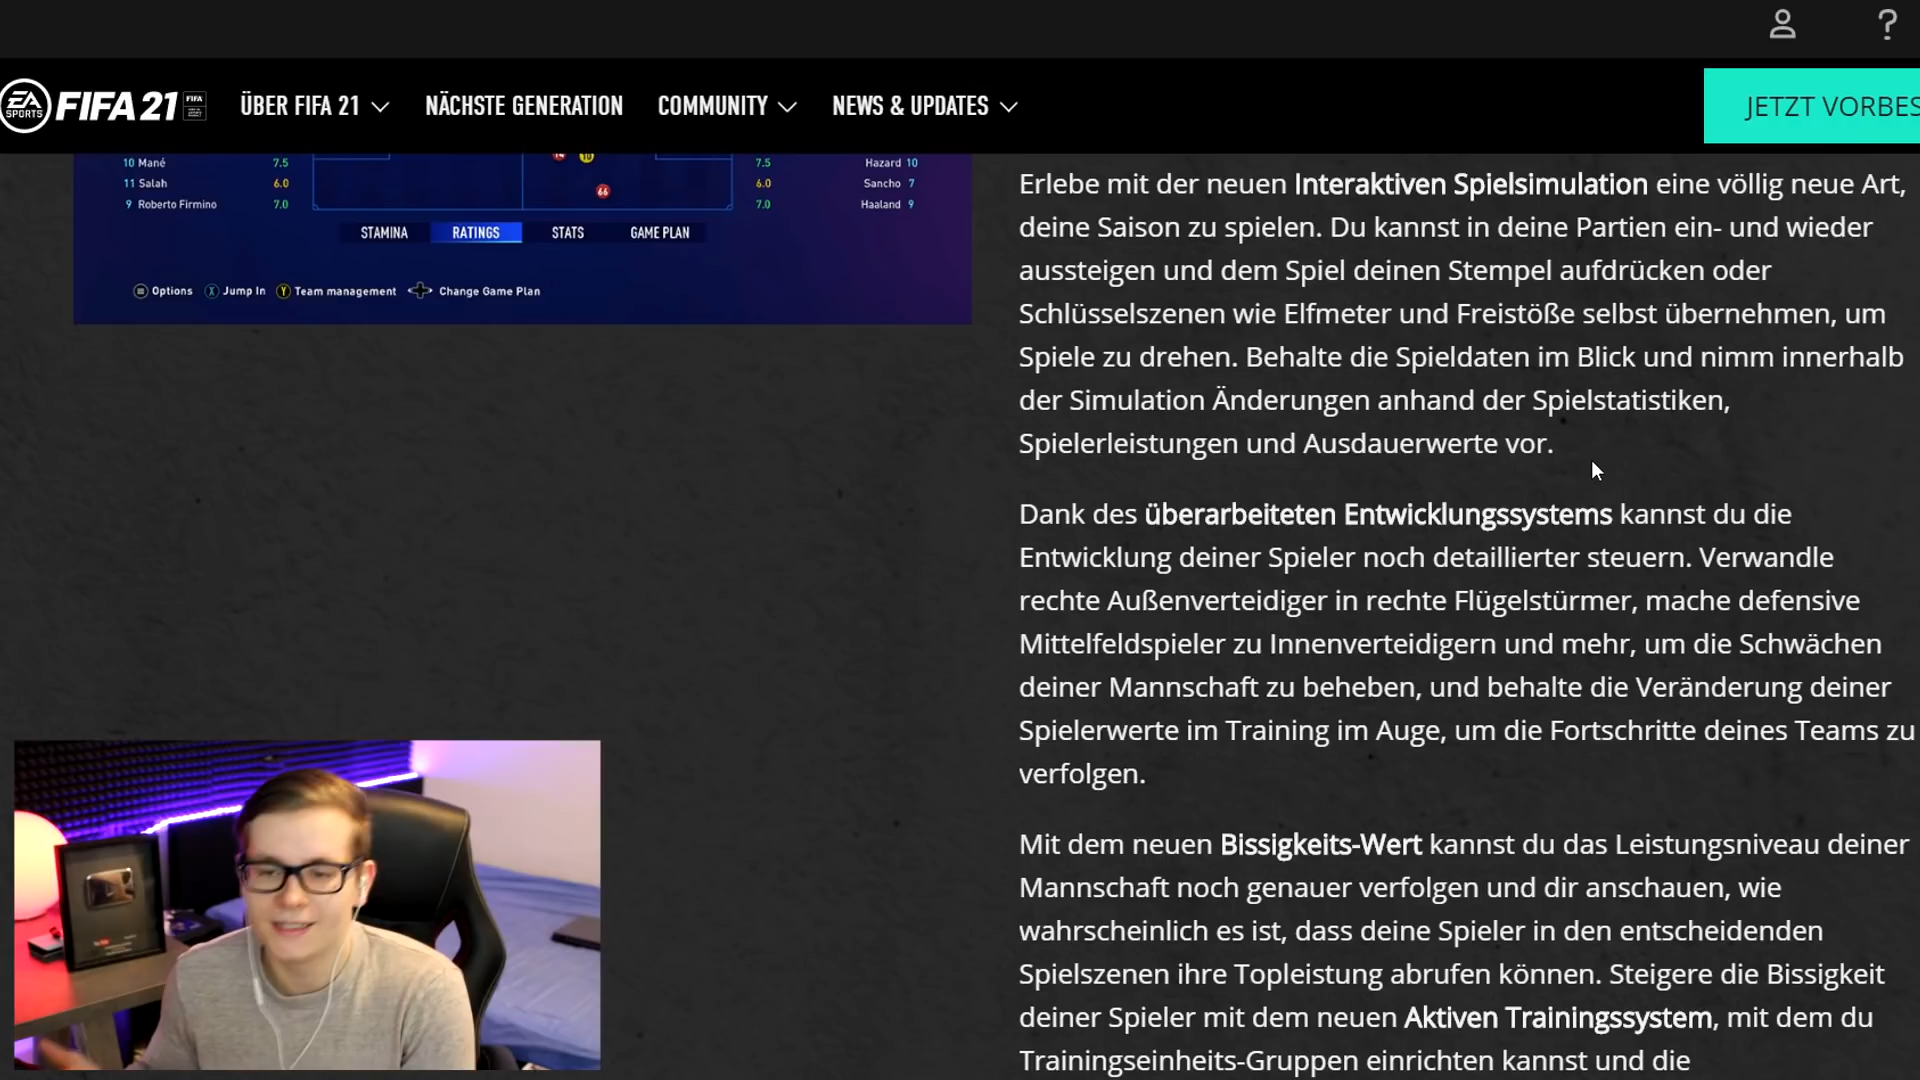 EA SPORTS FIFA 21 FIFA ÜBER FIFA 21 NÄCHSTE GENERATION COMMUNITY NEWS & UPDATES JETZT VORBES
10 Mané 7.5 10 7.5 Hazard 10
11 Salah 6.0 66 6.0 Sancho 7
9 Roberto Firmino 7.0 7.0 Haaland 9
STAMINA RATINGS STATS GAME PLAN
Options X Jump In Y Team management Change Game Plan
Erlebe mit der neuen Interaktiven Spielsimulation eine völlig neue Art,
deine Saison zu spielen. Du kannst in deine Partien ein- und wieder
aussteigen und dem Spiel deinen Stempel aufdrücken oder
Schlüsselszenen wie Elfmeter und Freistöße selbst übernehmen, um
Spiele zu drehen. Behalte die Spieldaten im Blick und nimm innerhalb
der Simulation Änderungen anhand der Spielstatistiken,
Spielerleistungen und Ausdauerwerte vor.
Dank des überarbeiteten Entwicklungssystems kannst du die
Entwicklung deiner Spieler noch detaillierter steuern. Verwandle
rechte Außenverteidiger in rechte Flügelstürmer, mache defensive
Mittelfeldspieler zu Innenverteidigern und mehr, um die Schwächen
deiner Mannschaft zu beheben, und behalte die Veränderung deiner
Spielerwerte im Training im Auge, um die Fortschritte deines Teams zu
verfolgen.
Mit dem neuen Bissigkeits-Wert kannst du das Leistungsniveau deiner
Mannschaft noch genauer verfolgen und dir anschauen, wie
wahrscheinlich es ist, dass deine Spieler in den entscheidenden
Spielszenen ihre Topleistung abrufen können. Steigere die Bissigkeit
deiner Spieler mit dem neuen Aktiven Trainingssystem, mit dem du
Trainingseinheits-Gruppen einrichten kannst und die